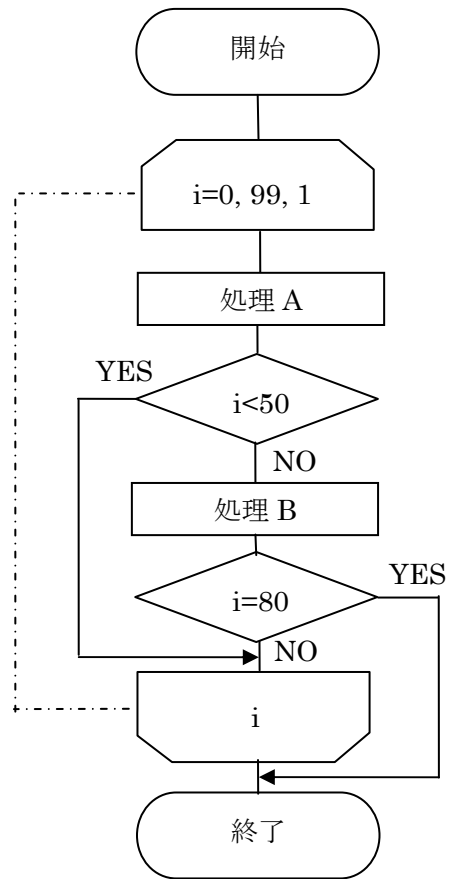 開始
i=0, 99, 1
処理 A
YES
i<50
NO
処理 B
YES
i=80
NO
i
終了